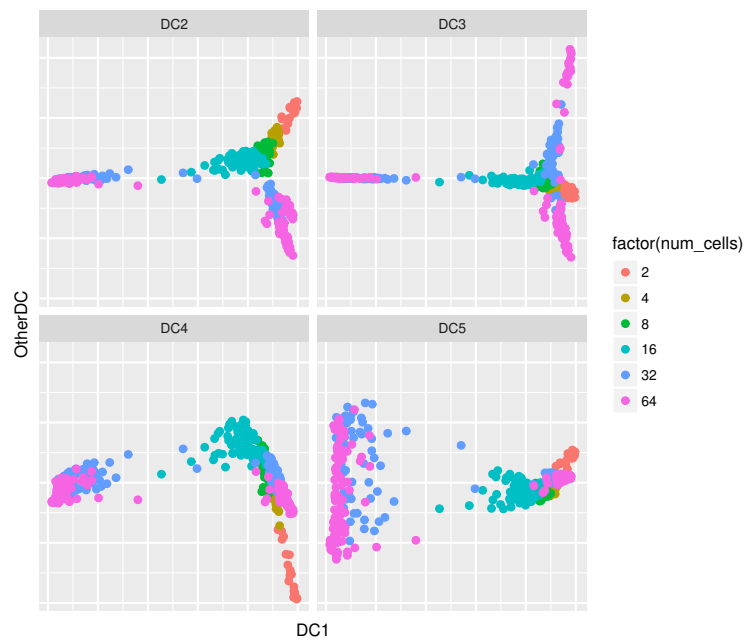 DC2
DC3
DC4
DC5
OtherDC
DC1
factor(num_cells)
2
4
8
16
32
64